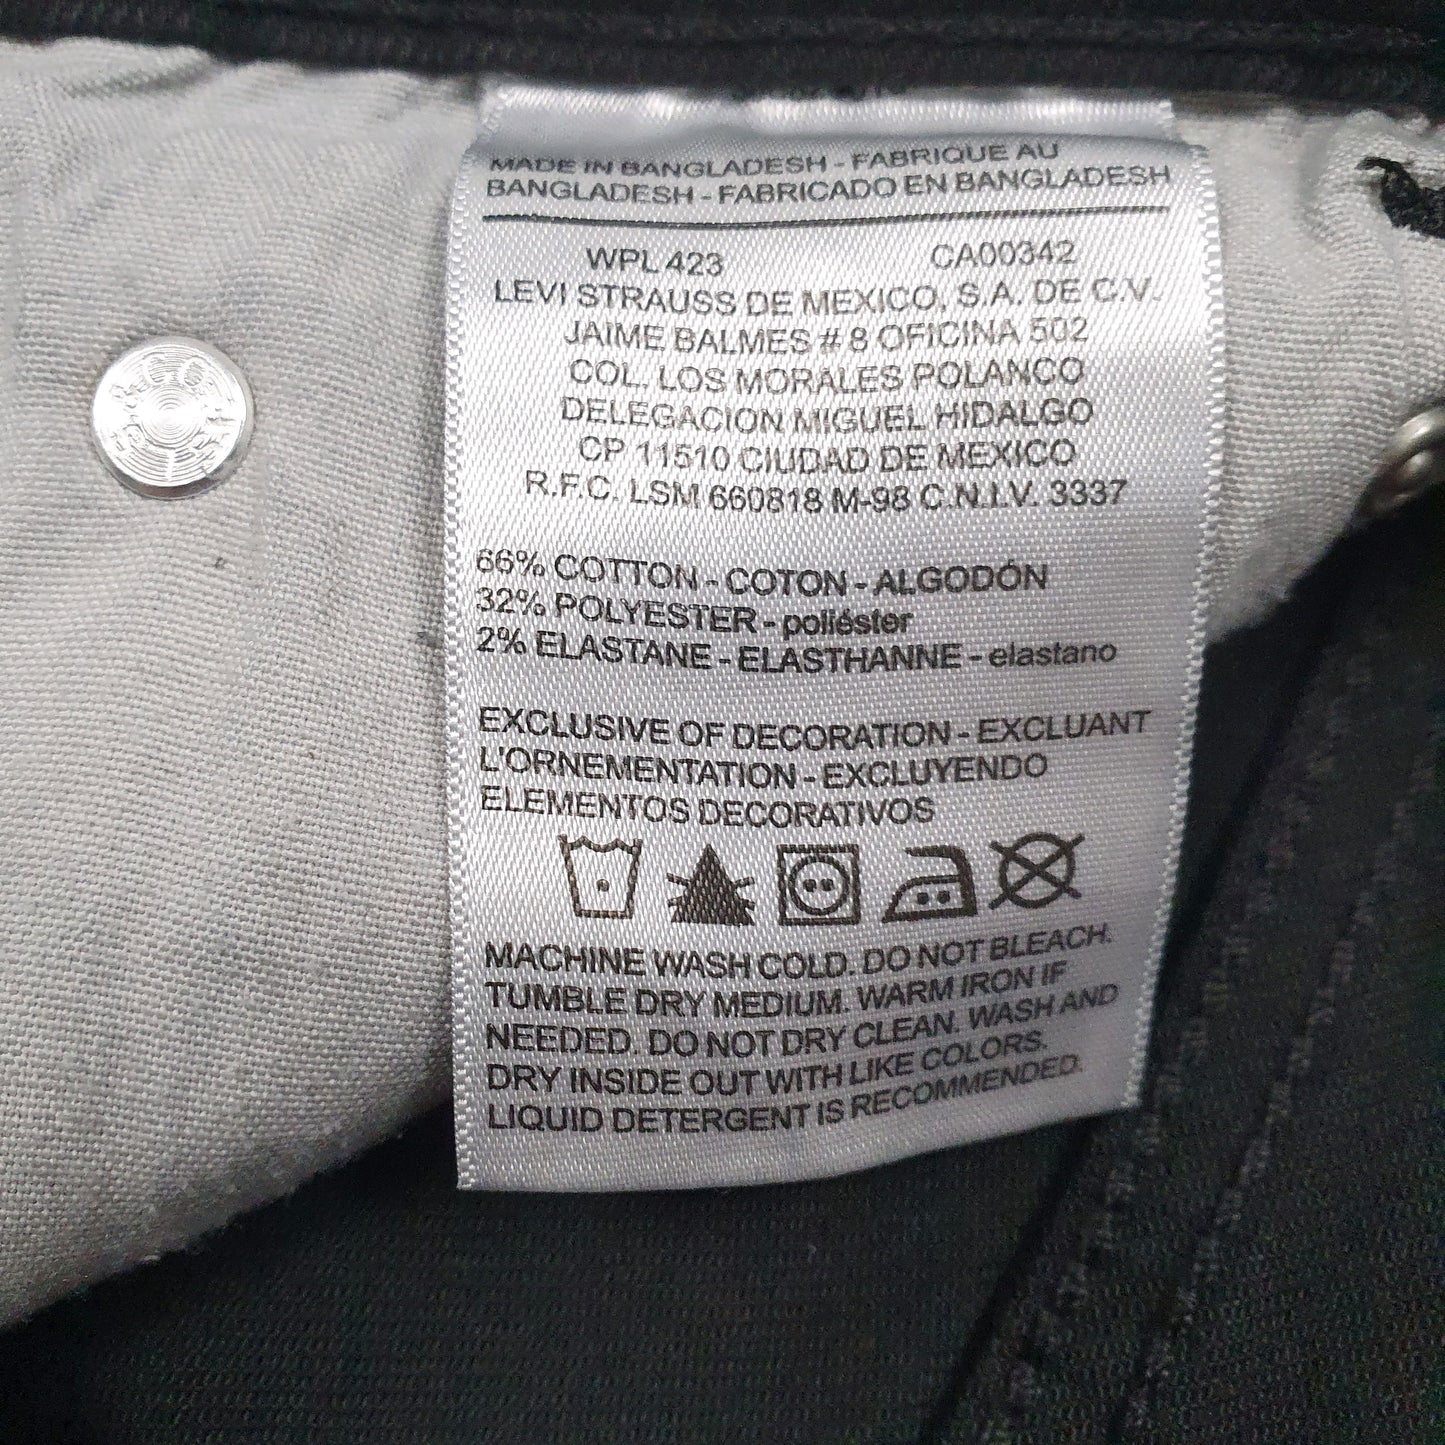 MADE IN BANGLADESH - FABRIQUE AU
BANGLADESH - FABRICADO EN BANGLADESH
WPL 423 CA00342
LEVI STRAUSS DE MEXICO, S.A. DE C.V.
JAIME BALMES # 8 OFICINA 502
COL. LOS MORALES POLANCO
DELEGACION MIGUEL HIDALGO
CP 11510 CIUDAD DE MEXICO
R.F.C. LSM 660818 M-98 C.N.I.V. 3337
66% COTTON - COTON - ALGODÓN
32% POLYESTER - poliéster
2% ELASTANE - ELASTHANNE - elastano
EXCLUSIVE OF DECORATION - EXCLUANT
L'ORNEMENTATION - EXCLUYENDO
ELEMENTOS DECORATIVOS
MACHINE WASH COLD. DO NOT BLEACH.
TUMBLE DRY MEDIUM. WARM IRON IF
NEEDED. DO NOT DRY CLEAN. WASH AND
DRY INSIDE OUT WITH LIKE COLORS.
LIQUID DETERGENT IS RECOMMENDED.